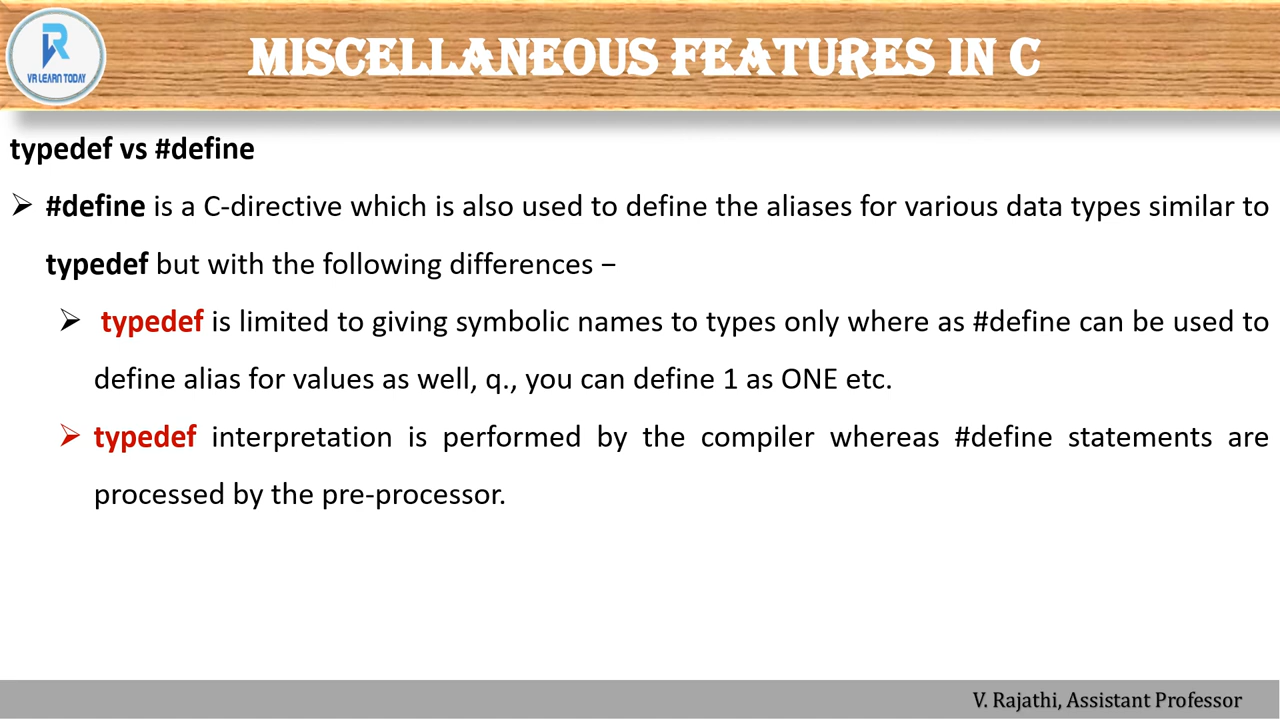 VR LEARN TODAY
MISCELLANEOUS FEATURES IN C
typedef vs #define
➢ #define is a C-directive which is also used to define the aliases for various data types similar to
typedef but with the following differences −
➢ typedef is limited to giving symbolic names to types only where as #define can be used to
define alias for values as well, q., you can define 1 as ONE etc.
➢ typedef interpretation is performed by the compiler whereas #define statements are
processed by the pre-processor.
V. Rajathi, Assistant Professor